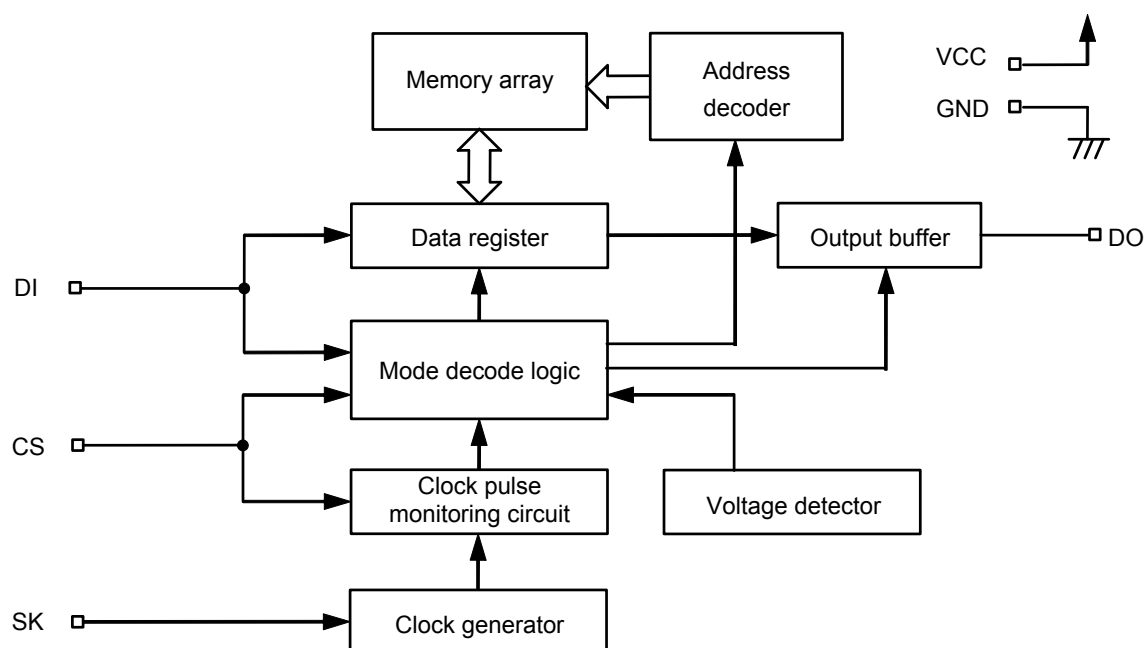 Memory array
Address
decoder
VCC
GND
Data register
Output buffer
DO
DI
Mode decode logic
CS
Clock pulse
monitoring circuit
Voltage detector
SK
Clock generator